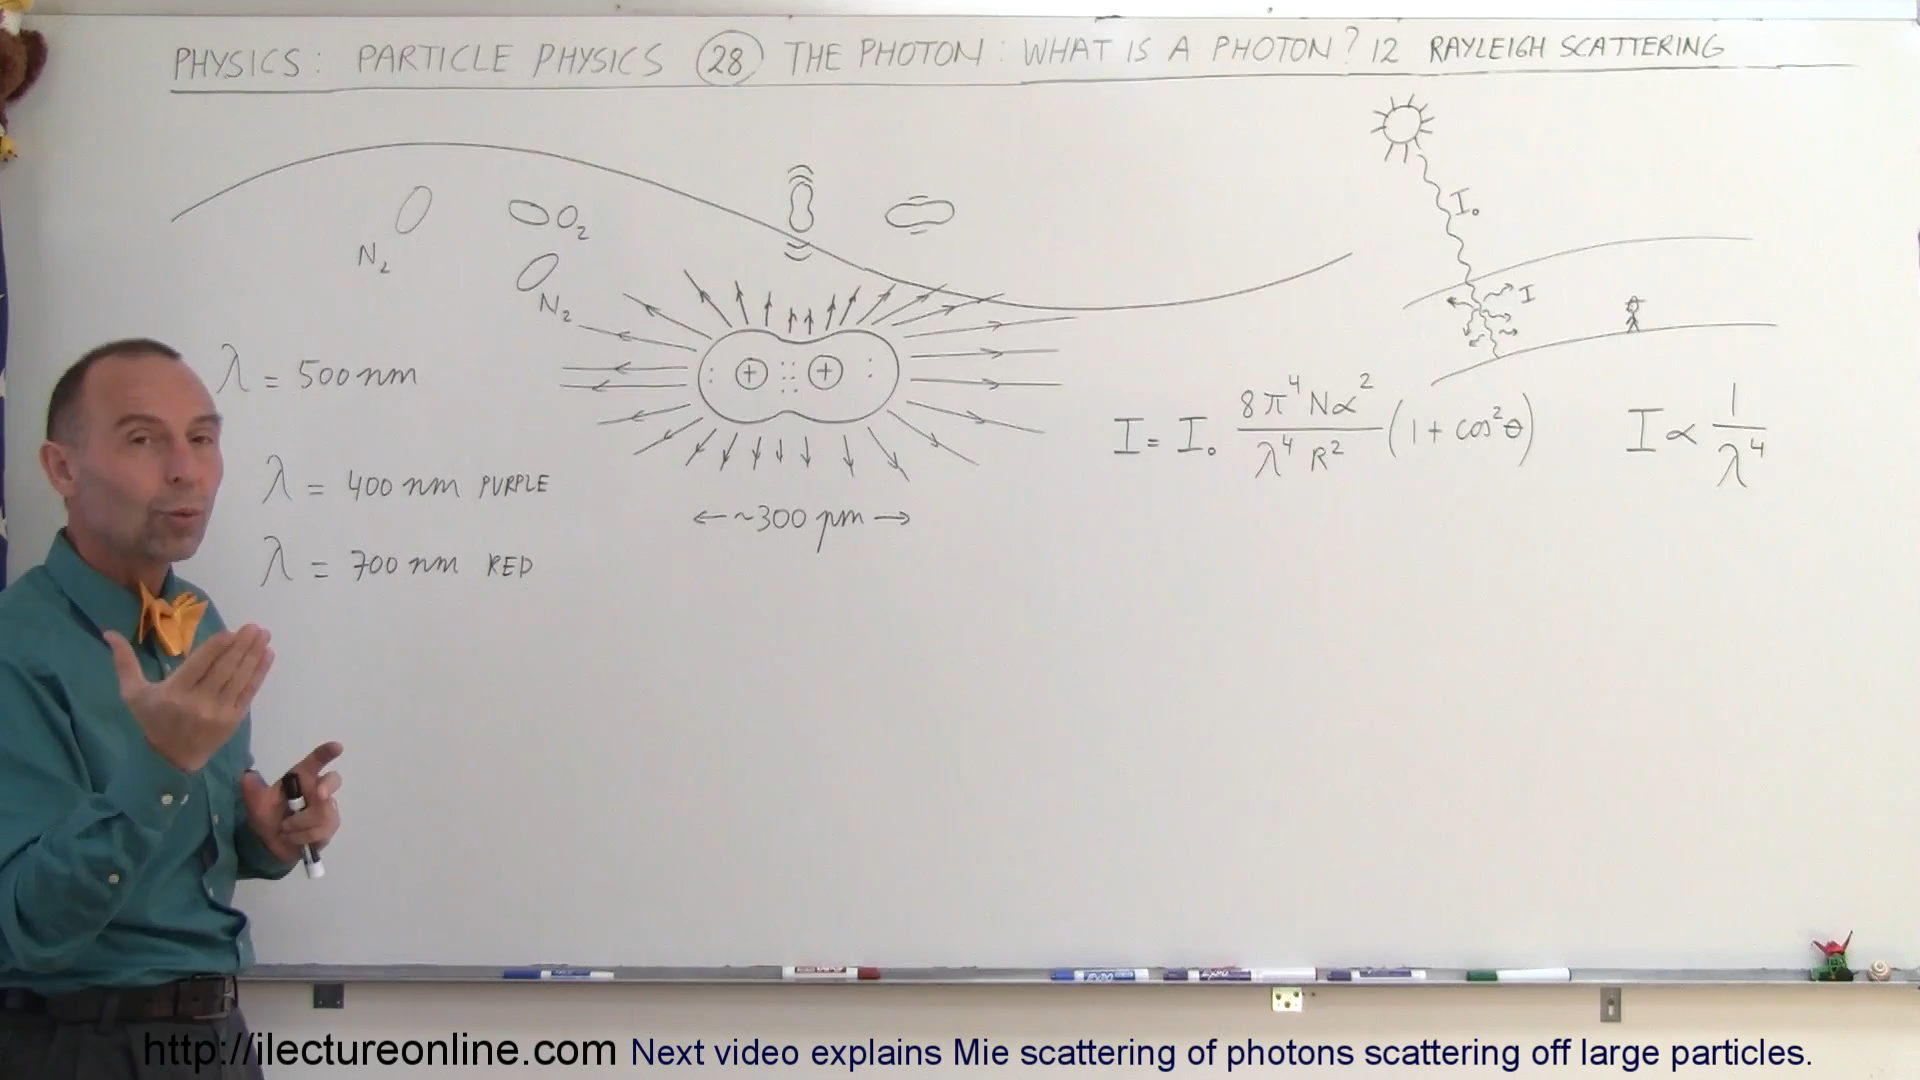 PHYSICS: PARTICLE PHYSICS 28 THE PHOTON: WHAT IS A PHOTON? 12 RAYLEIGH SCATTERING
N₂
O₂
N₂
I₀
I
λ = 500 nm
λ = 400 nm PURPLE
λ = 700 nm RED
+ +
← ~300 pm →
I = I₀ 8π⁴Nα² / λ⁴R² (1 + cos²θ)
I ∝ 1 / λ⁴
EXPO
http://ilectureonline.com Next video explains Mie scattering of photons scattering off large particles.